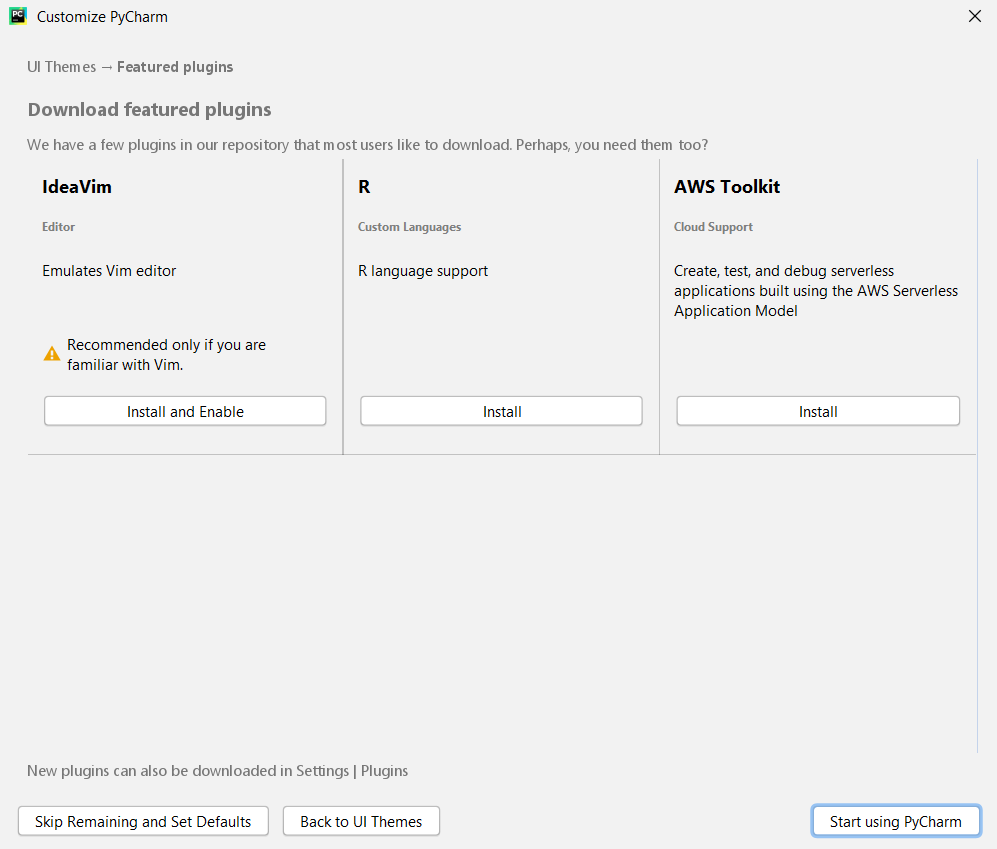 PC
Customize PyCharm
UI Themes → Featured plugins
Download featured plugins
We have a few plugins in our repository that most users like to download. Perhaps, you need them too?
IdeaVim
Editor
Emulates Vim editor
Recommended only if you are
familiar with Vim.
Install and Enable
R
Custom Languages
R language support
Install
AWS Toolkit
Cloud Support
Create, test, and debug serverless
applications built using the AWS Serverless
Application Model
Install
New plugins can also be downloaded in Settings | Plugins
Skip Remaining and Set Defaults
Back to UI Themes
Start using PyCharm